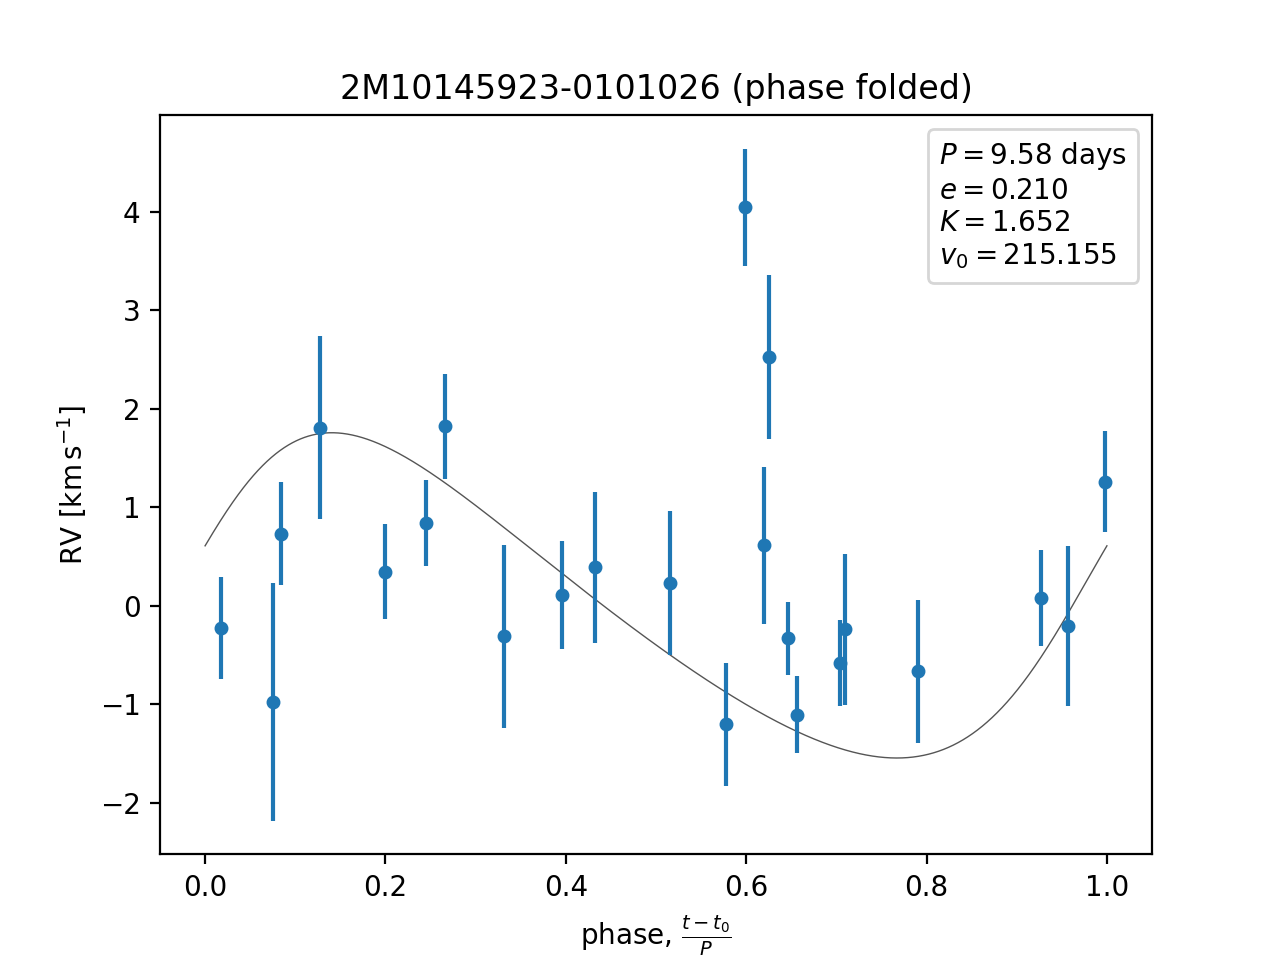 2M10145923-0101026 (phase folded)
P = 9.58 days
e = 0.210
K = 1.652
v₀ = 215.155
4
3
2
1
0
−1
−2
RV [km s⁻¹]
0.0 0.2 0.4 0.6 0.8 1.0
phase, (t − t₀)/P